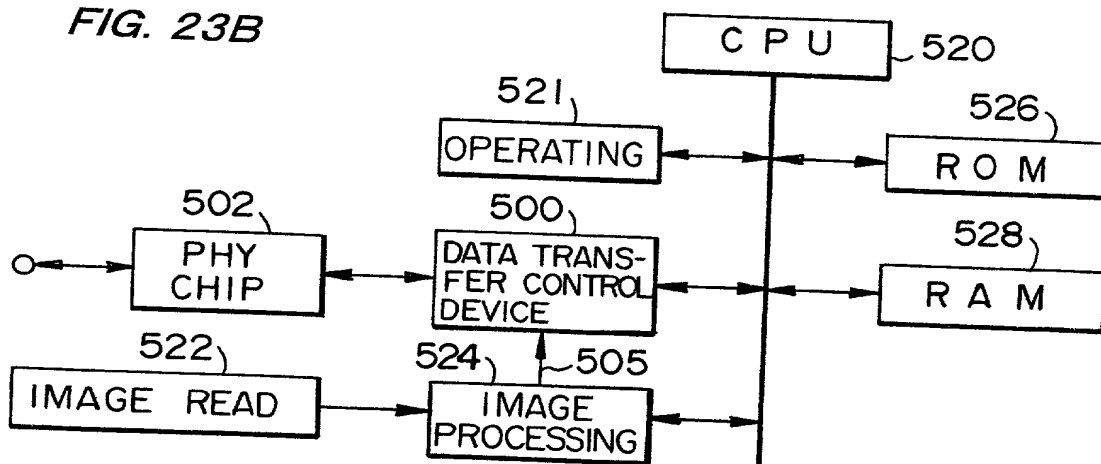 FIG. 23B
CPU
520
521
OPERATING
526
ROM
502
PHY
CHIP
500
DATA TRANS-
FER CONTROL
DEVICE
528
RAM
522
IMAGE READ
524
505
IMAGE
PROCESSING